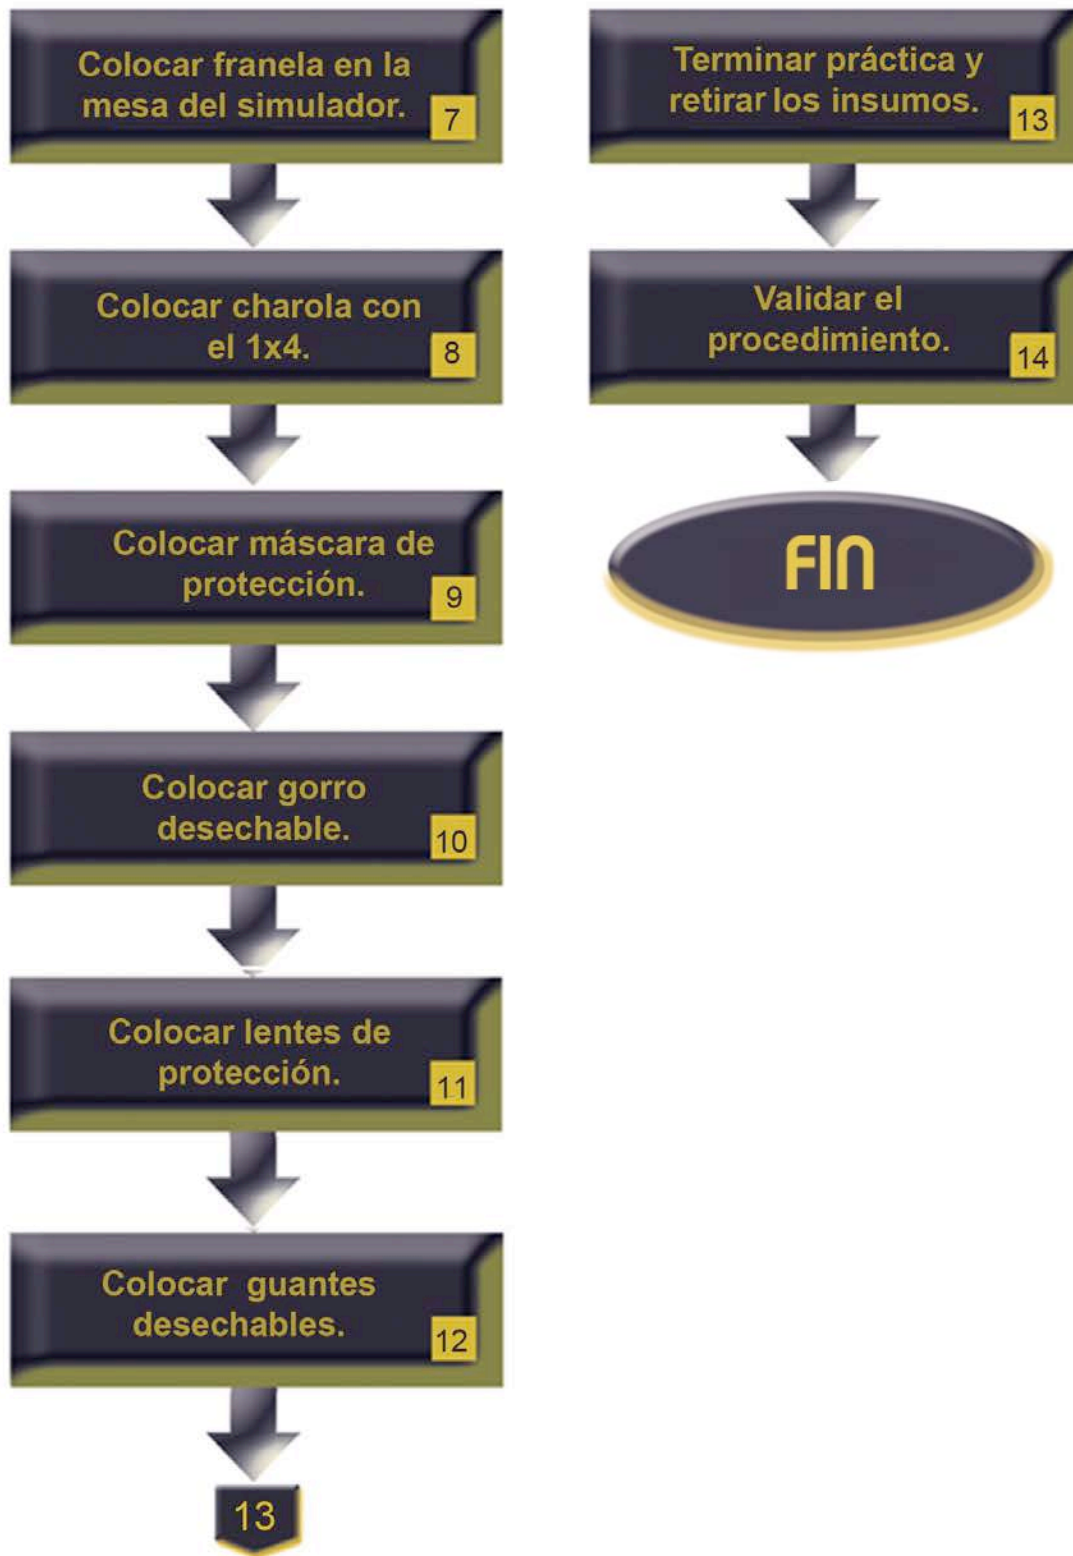 Colocar franela en la
mesa del simulador.
7
Colocar charola con
el 1x4.
8
Colocar máscara de
protección.
9
Colocar gorro
desechable.
10
Colocar lentes de
protección.
11
Colocar guantes
desechables.
12
13
Terminar práctica y
retirar los insumos.
13
Validar el
procedimiento.
14
FIN